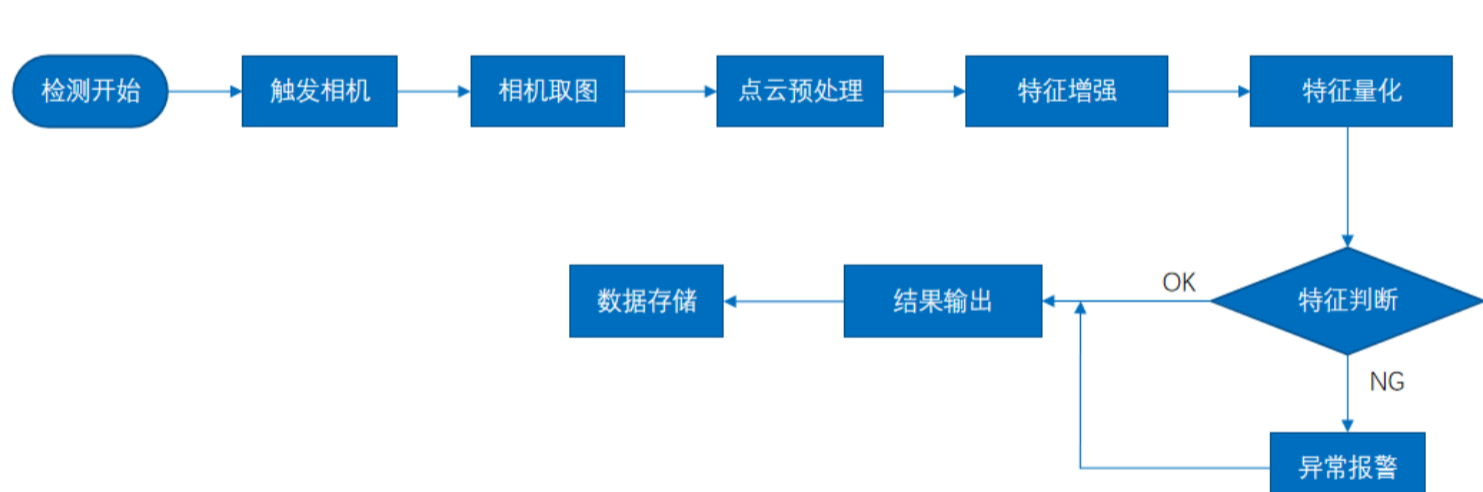 检测开始
触发相机
相机取图
点云预处理
特征增强
特征量化
特征判断
OK
结果输出
数据存储
NG
异常报警